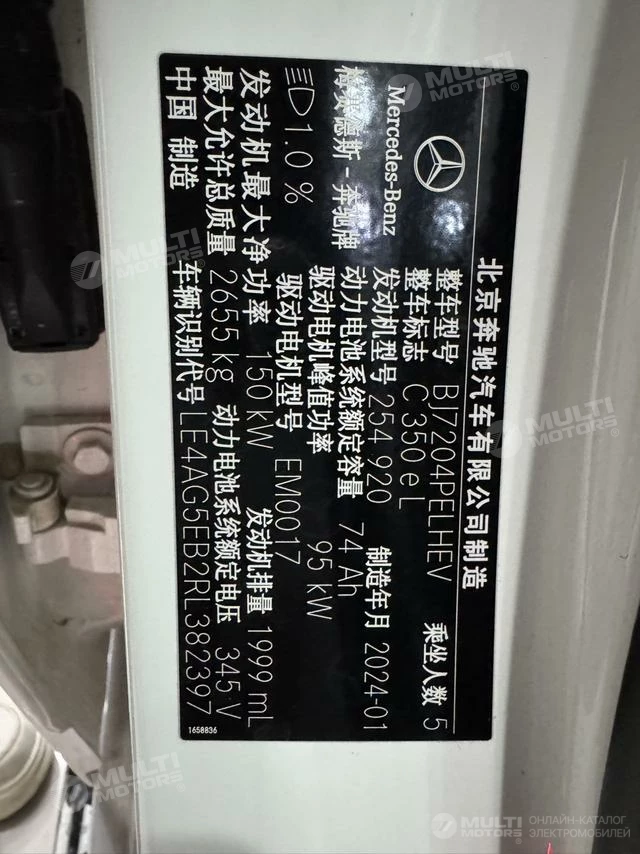 北京奔驰汽车有限公司制造
Mercedes-Benz
梅赛德斯-奔驰牌
整车型号 BJ7204PELHEV 乘坐人数 5
整车标志 C 350 eL
发动机型号 254 920 制造年月 2024-01
动力电池系统额定容量 74 Ah
驱动电机峰值功率 95 kW
1.0 %
驱动电机型号 EM0017
发动机最大净功率 150 kW 发动机排量 1999 mL
最大允许总质量 2655 kg 动力电池系统额定电压 345 V
中国 制造 车辆识别代号 LE4AG5EB2RL382397
1658836
MULTI MOTORS®
MULTI MOTORS®
MULTI MOTORS®
MULTI MOTORS®
MULTI MOTORS®
ОНЛАЙН-КАТАЛОГ
ЭЛЕКТРОМОБИЛЕЙ